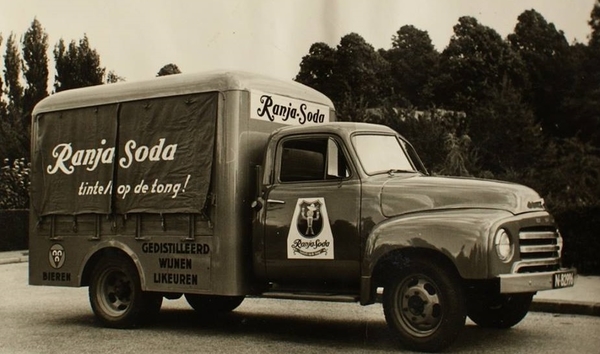 Ranja-Soda
Ranja Soda
tintelt op de tong!
Ranja-Soda
BIEREN
GEDISTILLEERD
WIJNEN
LIKEUREN